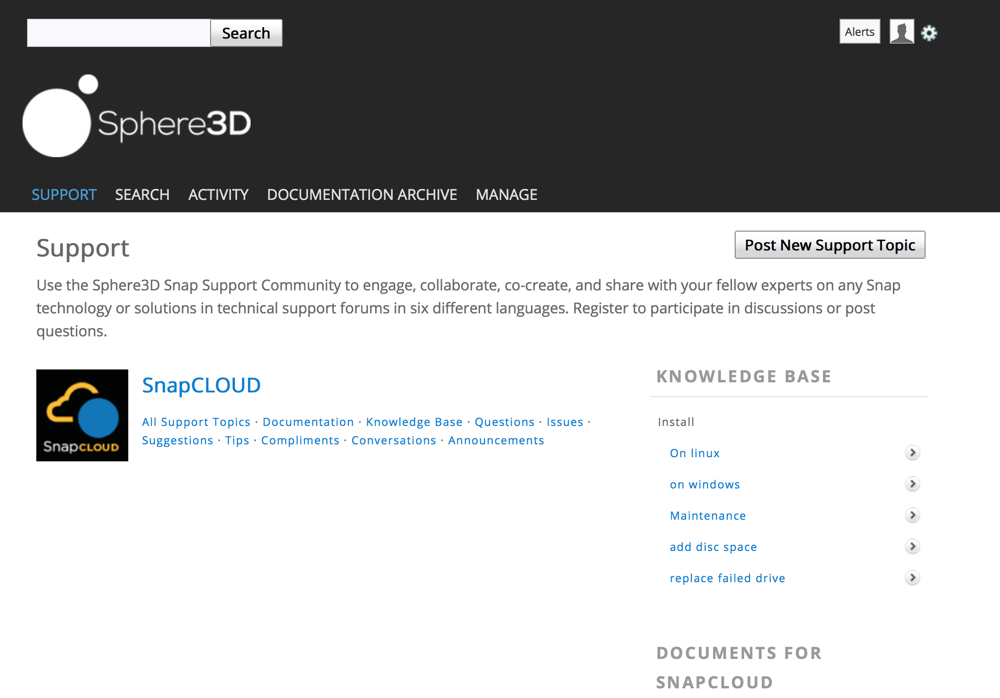 Search
Alerts
Sphere3D
SUPPORT SEARCH ACTIVITY DOCUMENTATION ARCHIVE MANAGE
Support
Post New Support Topic
Use the Sphere3D Snap Support Community to engage, collaborate, co-create, and share with your fellow experts on any Snap
technology or solutions in technical support forums in six different languages. Register to participate in discussions or post
questions.
SnapCLOUD
SnapCLOUD
All Support Topics · Documentation · Knowledge Base · Questions · Issues ·
Suggestions · Tips · Compliments · Conversations · Announcements
KNOWLEDGE BASE
Install
On linux
on windows
Maintenance
add disc space
replace failed drive
DOCUMENTS FOR
SNAPCLOUD